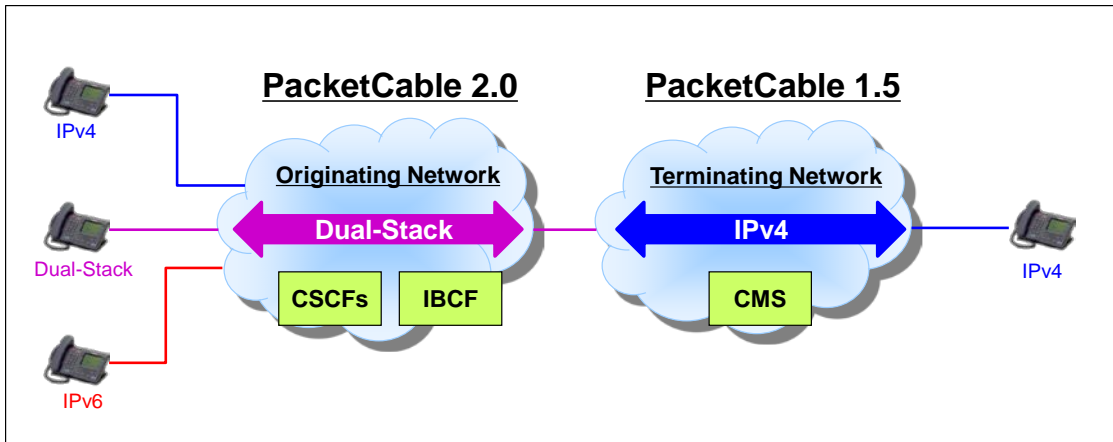 PacketCable 2.0
PacketCable 1.5
IPv4
Originating Network
Terminating Network
Dual-Stack
IPv4
Dual-Stack
IPv4
CSCFs
IBCF
CMS
IPv6